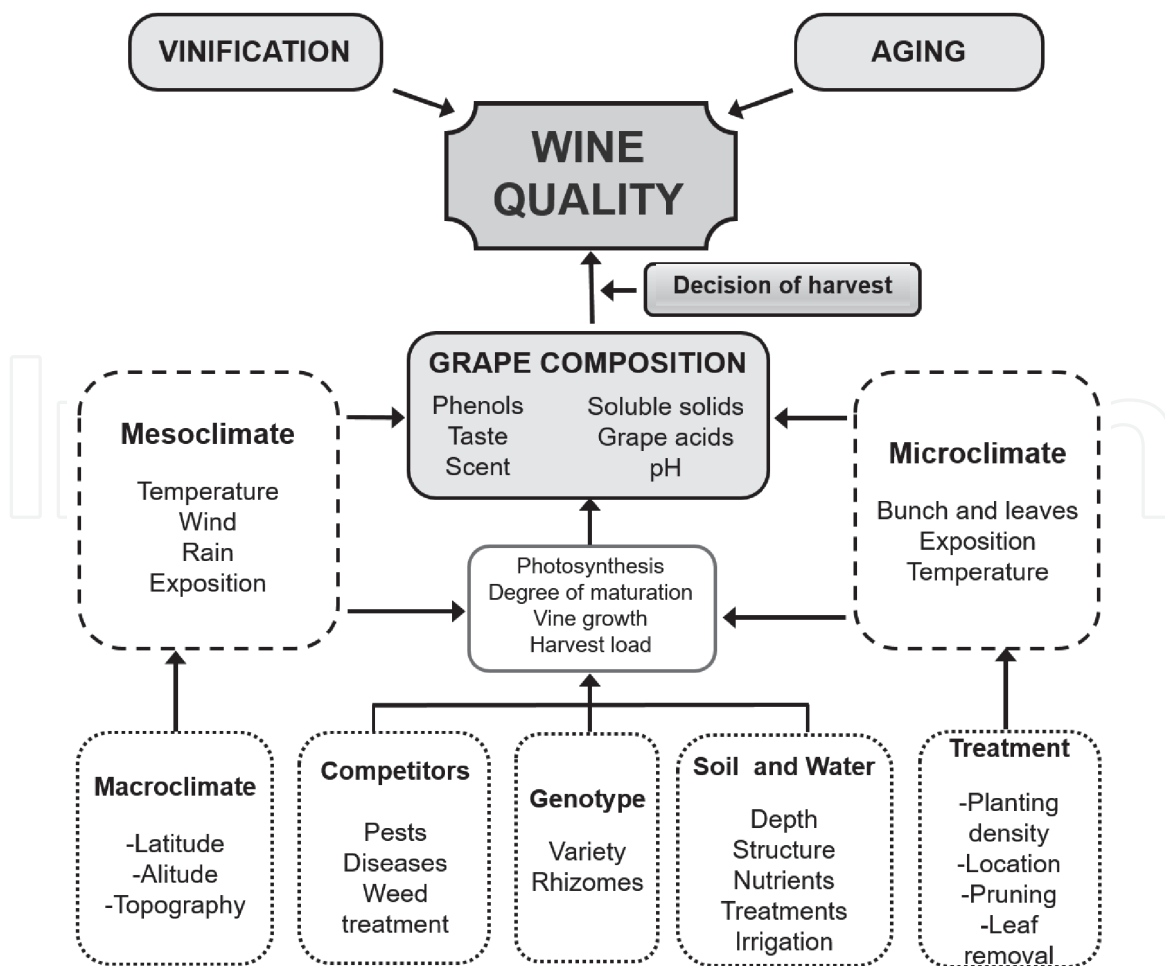 VINIFICATION
AGING
WINE
QUALITY
Decision of harvest
GRAPE COMPOSITION
Phenols
Taste
Scent
Soluble solids
Grape acids
pH
Mesoclimate
Temperature
Wind
Rain
Exposition
Microclimate
Bunch and leaves
Exposition
Temperature
Photosynthesis
Degree of maturation
Vine growth
Harvest load
Macroclimate
-Latitude
-Alitude
-Topography
Competitors
Pests
Diseases
Weed
treatment
Genotype
Variety
Rhizomes
Soil and Water
Depth
Structure
Nutrients
Treatments
Irrigation
Treatment
-Planting
density
-Location
-Pruning
-Leaf
removal